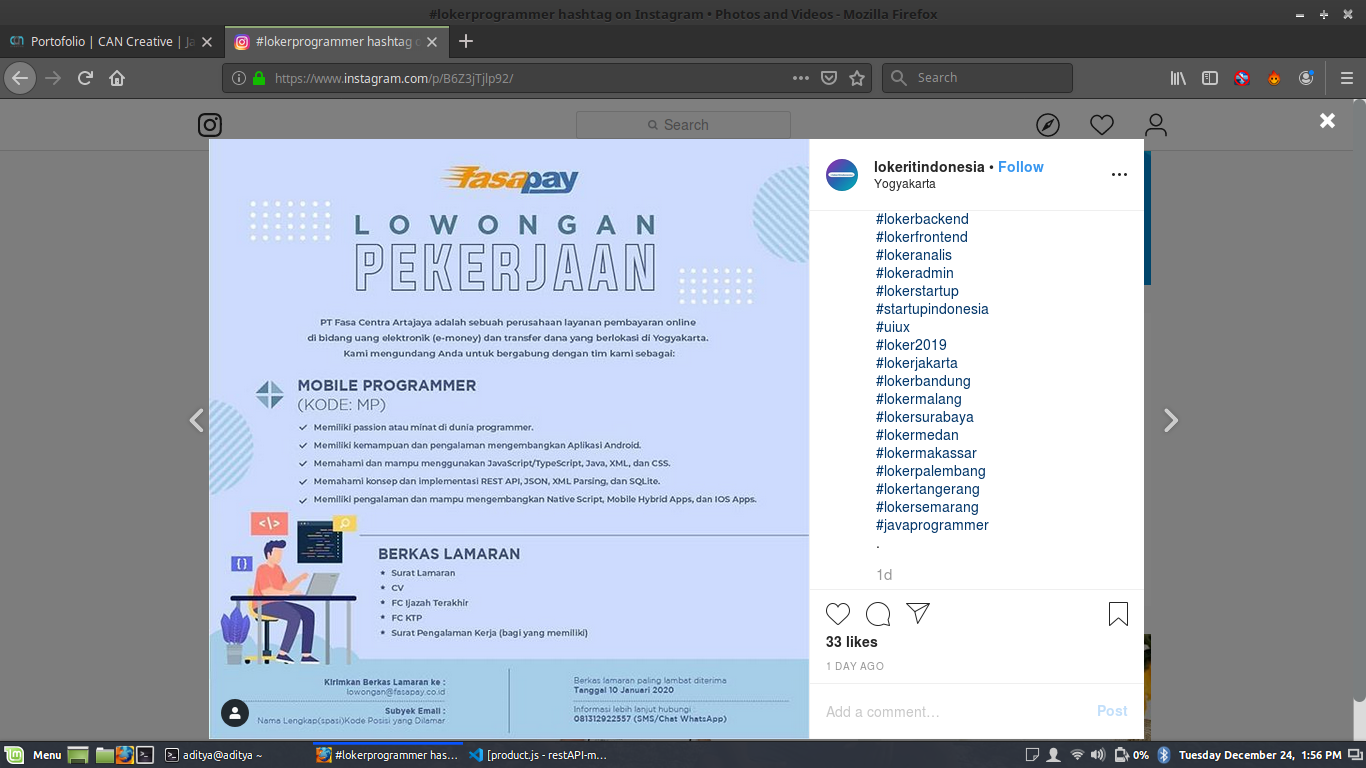 #lokerprogrammer hashtag on Instagram • Photos and Videos - Mozilla Firefox
Portofolio | CAN Creative | Ja
#lokerprogrammer hashtag o
https://www.instagram.com/p/B6Z3jTjlp92/
Search
Search
fasapay
LOWONGAN
PEKERJAAN
PT Fasa Centra Artajaya adalah sebuah perusahaan layanan pembayaran online
di bidang uang elektronik (e-money) dan transfer dana yang berlokasi di Yogyakarta.
Kami mengundang Anda untuk bergabung dengan tim kami sebagai:
MOBILE PROGRAMMER
(KODE: MP)
Memiliki passion atau minat di dunia programmer.
Memiliki kemampuan dan pengalaman mengembangkan Aplikasi Android.
Memahami dan mampu menggunakan JavaScript/TypeScript, Java, XML, dan CSS.
Memahami konsep dan implementasi REST API, JSON, XML Parsing, dan SQLite.
Memiliki pengalaman dan mampu mengembangkan Native Script, Mobile Hybrid Apps, dan IOS Apps.
</>
{}
BERKAS LAMARAN
• Surat Lamaran
• CV
• FC Ijazah Terakhir
• FC KTP
• Surat Pengalaman Kerja (bagi yang memiliki)
Kirimkan Berkas Lamaran ke :
lowongan@fasapay.co.id
Subyek Email :
Nama Lengkap(spasi)Kode Posisi yang Dilamar
Berkas lamaran paling lambat diterima
Tanggal 10 Januari 2020
Informasi lebih lanjut hubungi
081312922557 (SMS/Chat WhatsApp)
lokeritindonesia • Follow
Yogyakarta
#lokerbackend
#lokerfrontend
#lokeranalis
#lokeradmin
#lokerstartup
#startupindonesia
#uiux
#loker2019
#lokerjakarta
#lokerbandung
#lokermalang
#lokersurabaya
#lokermedan
#lokermakassar
#lokerpalembang
#lokertangerang
#lokersemarang
#javaprogrammer
.
1d
33 likes
1 DAY AGO
Add a comment...
Post
Menu
aditya@aditya ~
#lokerprogrammer has...
[product.js - restAPI-m...
0%
Tuesday December 24, 1:56 PM